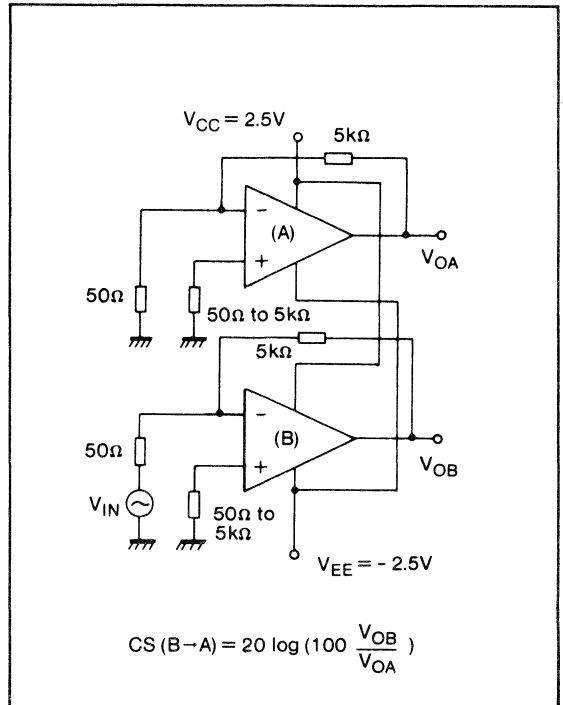 V_CC = 2.5V
5kΩ
−
(A)
+
V_OA
50Ω
50Ω to 5kΩ
5kΩ
−
(B)
+
V_OB
50Ω
V_IN
50Ω to
5kΩ
V_EE = - 2.5V
CS (B→A) = 20 log (100 V_OB/V_OA )